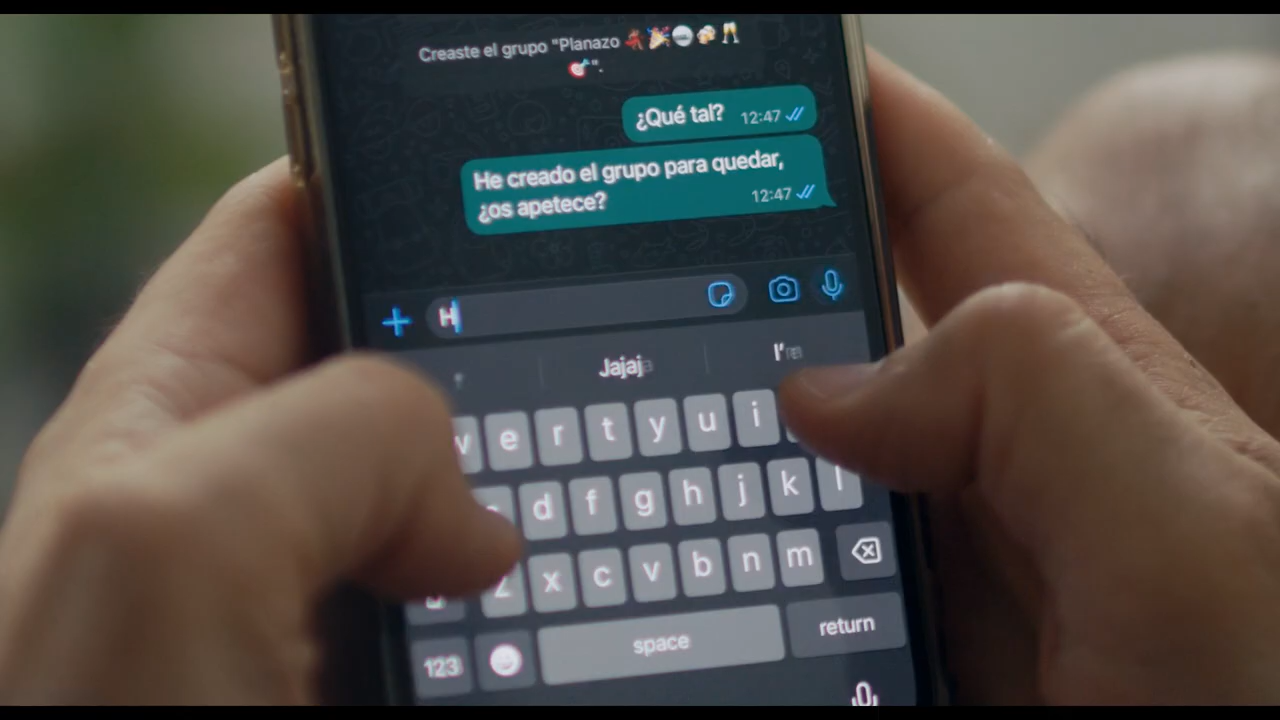 Creaste el grupo "Planazo 💃🎉🪩🍻🥂
🎯".
¿Qué tal? 12:47
He creado el grupo para quedar,
¿os apetece? 12:47
H
Jajaj I'm
w e r t y u i
d f g h j k l
z x c v b n m
123 space return